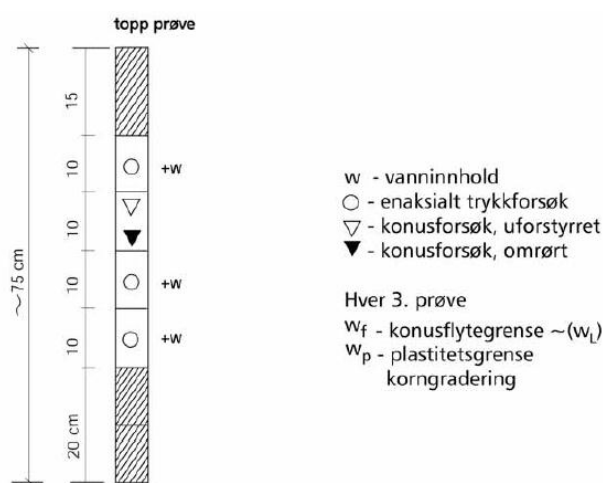 topp prøve
~75 cm
15
10
10
10
10
20 cm
+w
+w
+w
w - vanninnhold
- enaksialt trykkforsøk
- konusforsøk, uforstyrret
- konusforsøk, omrørt
Hver 3. prøve
wf - konusflytegrense ~(wL)
wp - plastitetsgrense
korngradering